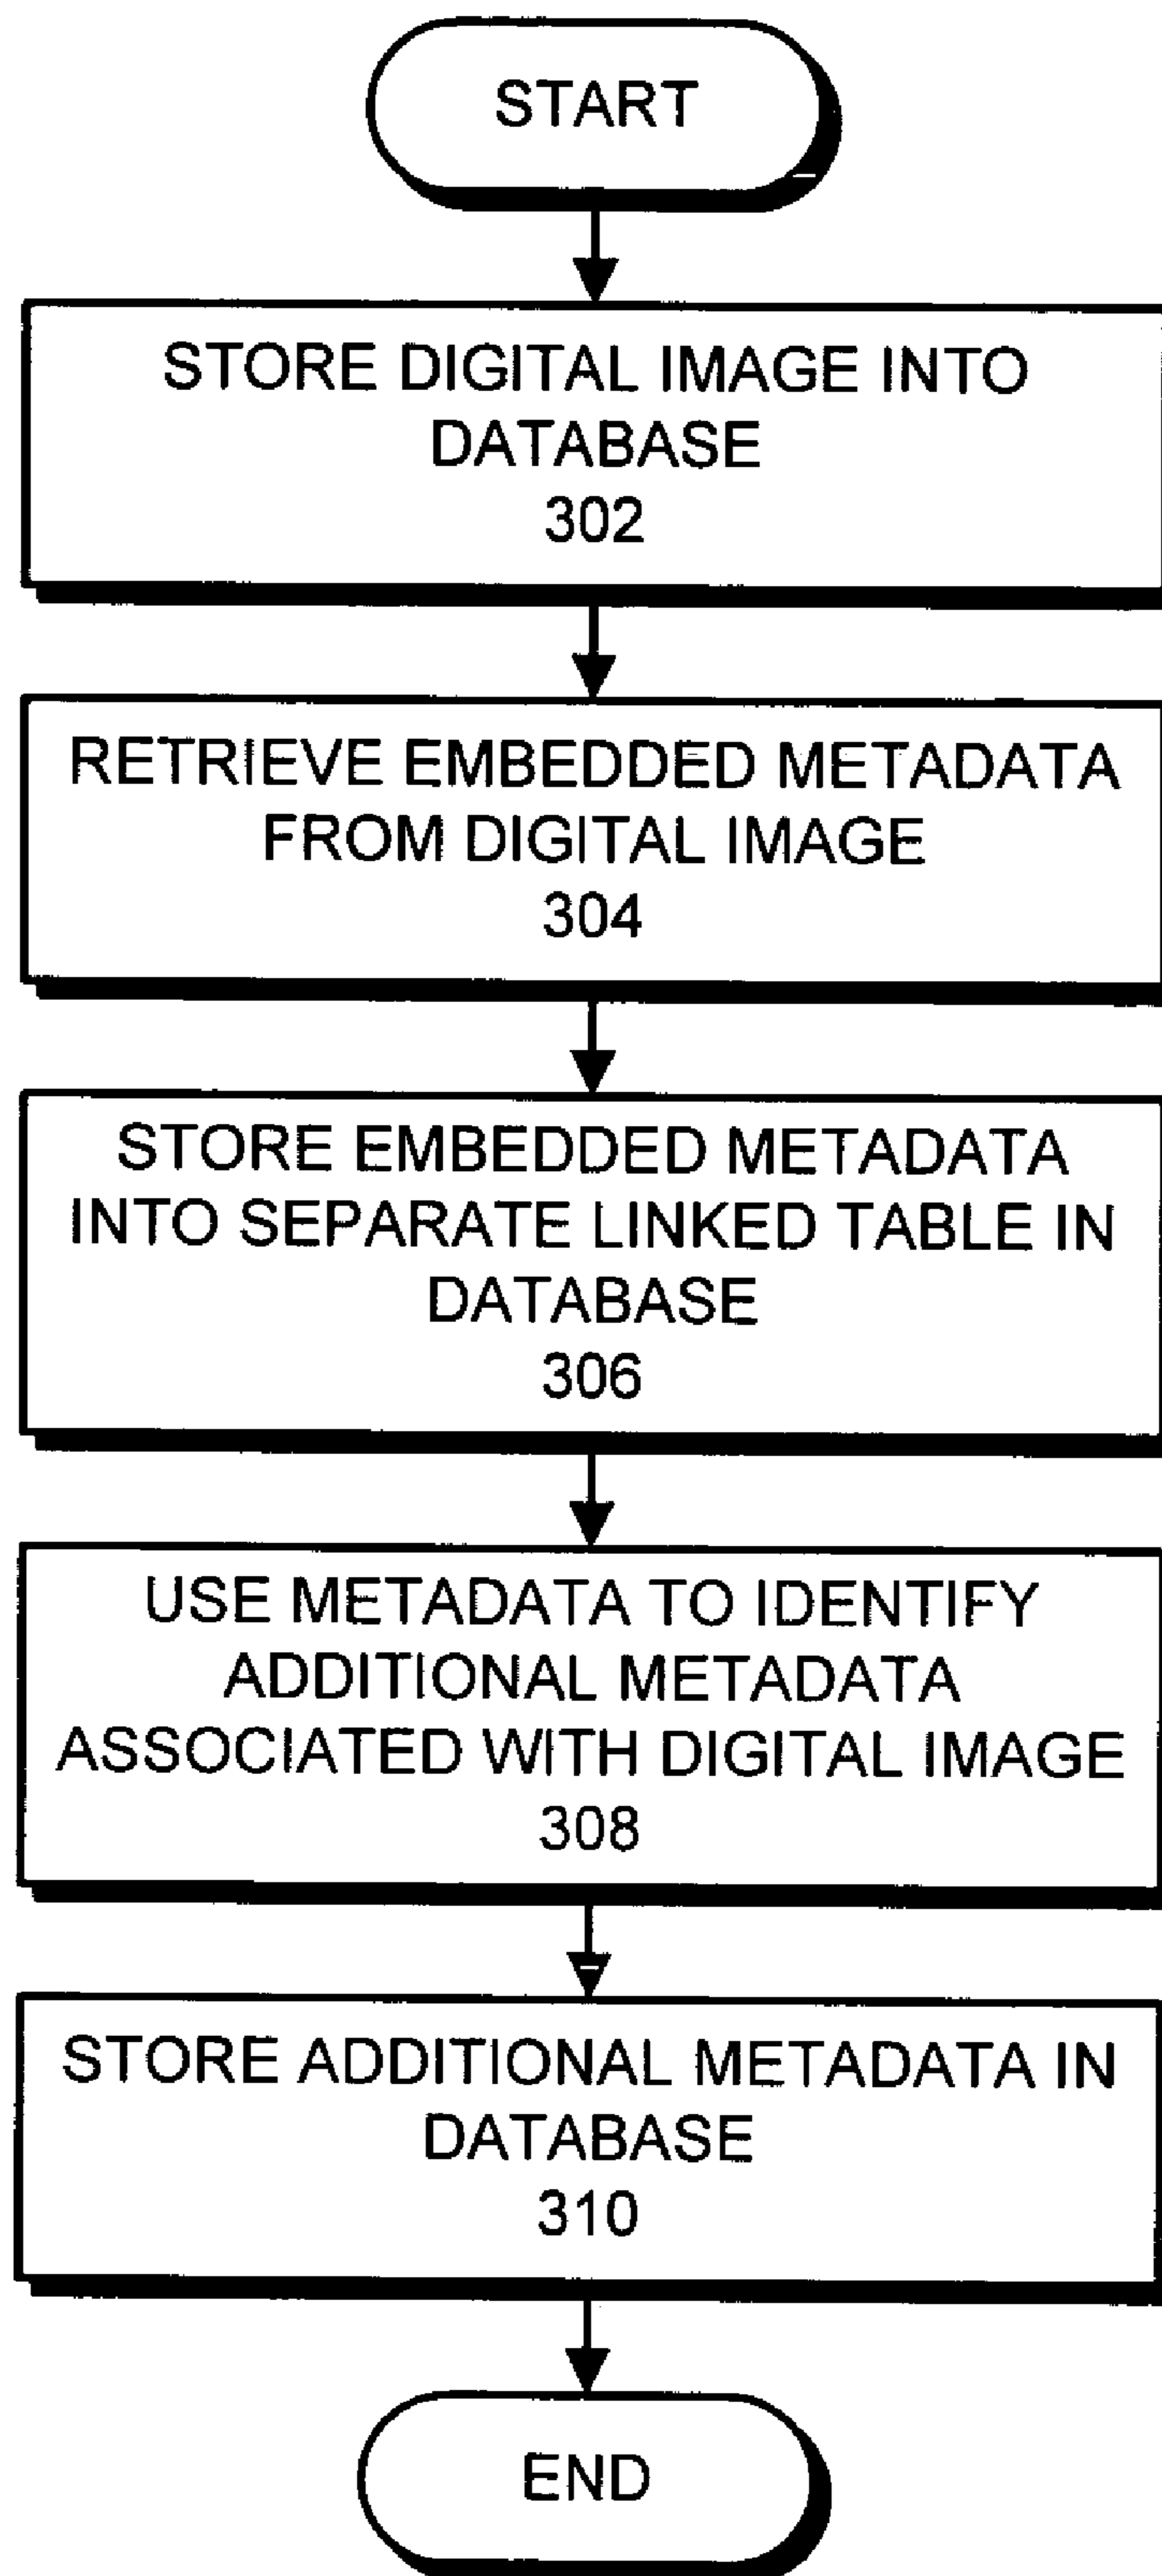 START
STORE DIGITAL IMAGE INTO
DATABASE
302
RETRIEVE EMBEDDED METADATA
FROM DIGITAL IMAGE
304
STORE EMBEDDED METADATA
INTO SEPARATE LINKED TABLE IN
DATABASE
306
USE METADATA TO IDENTIFY
ADDITIONAL METADATA
ASSOCIATED WITH DIGITAL IMAGE
308
STORE ADDITIONAL METADATA IN
DATABASE
310
END